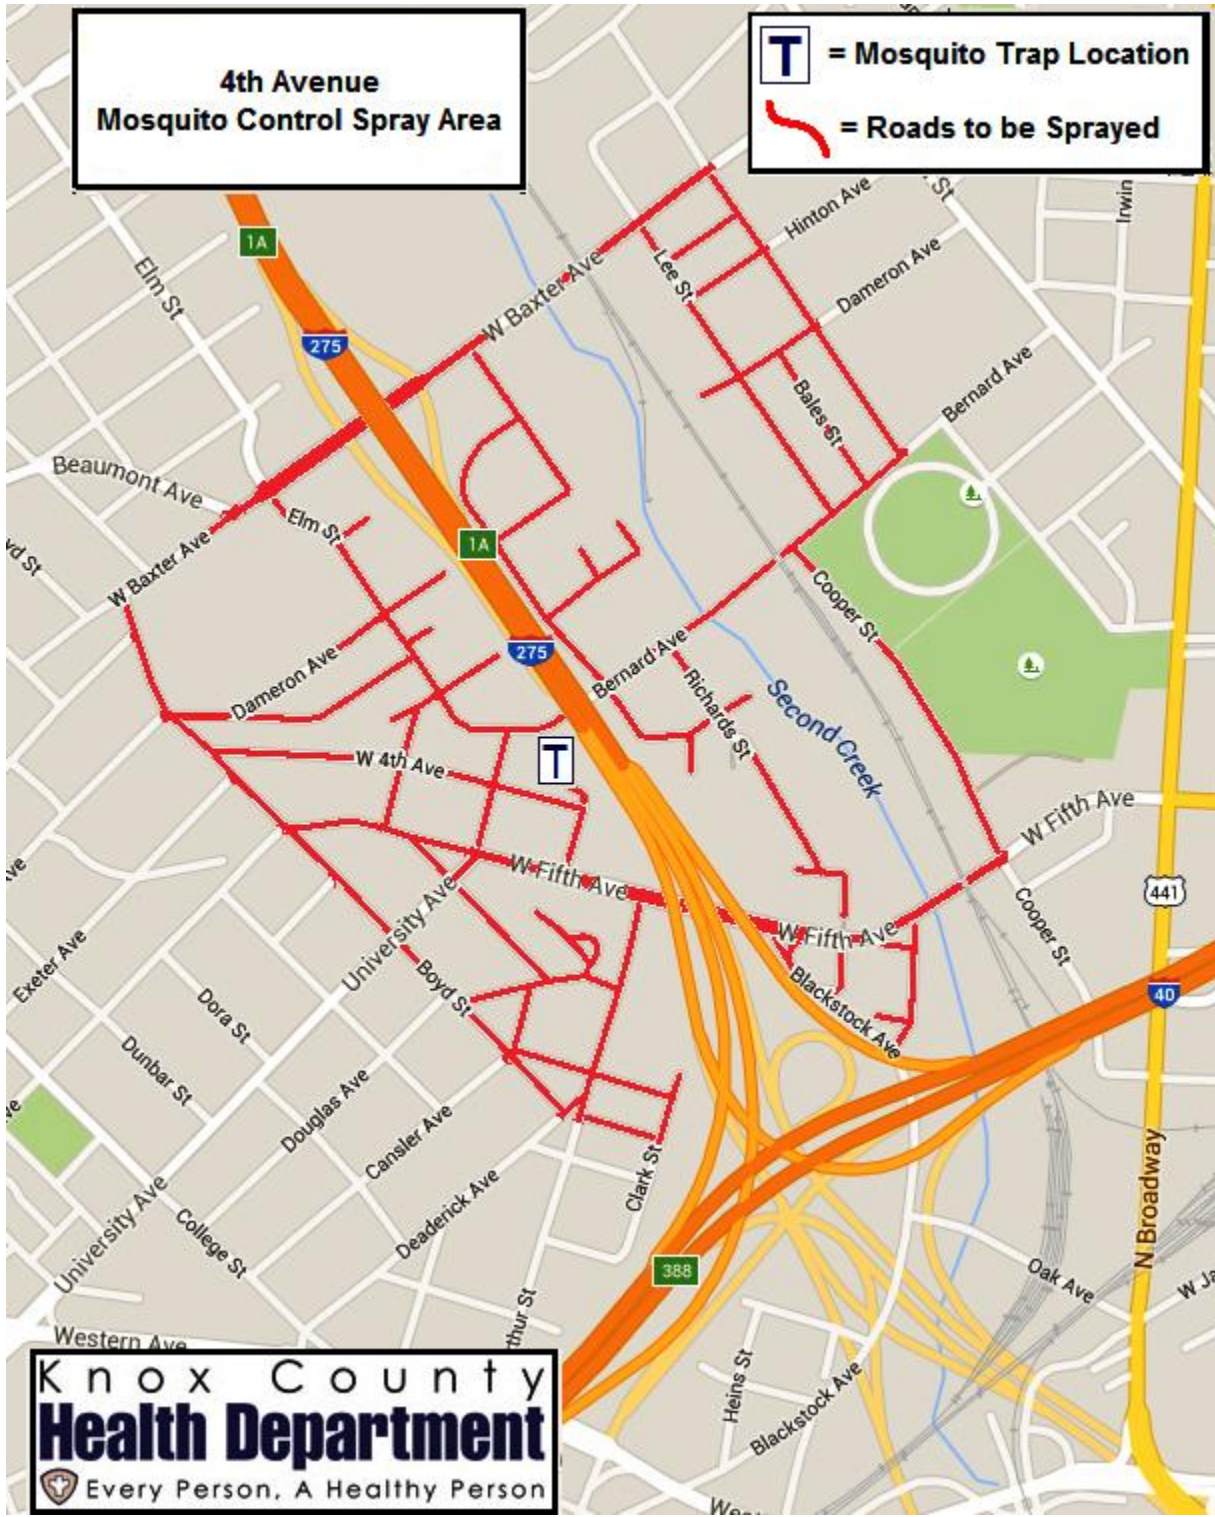 4th Avenue
Mosquito Control Spray Area
T = Mosquito Trap Location
= Roads to be Sprayed
1A
St
Irwin
Hinton Ave
Elm St
W Baxter Ave
Lee St
Dameron Ave
275
Bernard Ave
Bales St
Beaumont Ave
Elm St
1A
W Baxter Ave
Cooper St
275
Dameron Ave
Bernard Ave
Richards St
Second Creek
W 4th Ave
T
W Fifth Ave
W Fifth Ave
441
University Ave
W Fifth Ave
Cooper St
Exeter Ave
Boyd St
Blackstock Ave
40
Dora St
Dunbar St
Douglas Ave
Cansler Ave
Clark St
Deaderick Ave
University Ave
College St
N Broadway
388
Oak Ave
W Ja
thur St
Western Ave
Heins St
Blackstock Ave
Knox County
Health Department
Every Person, A Healthy Person